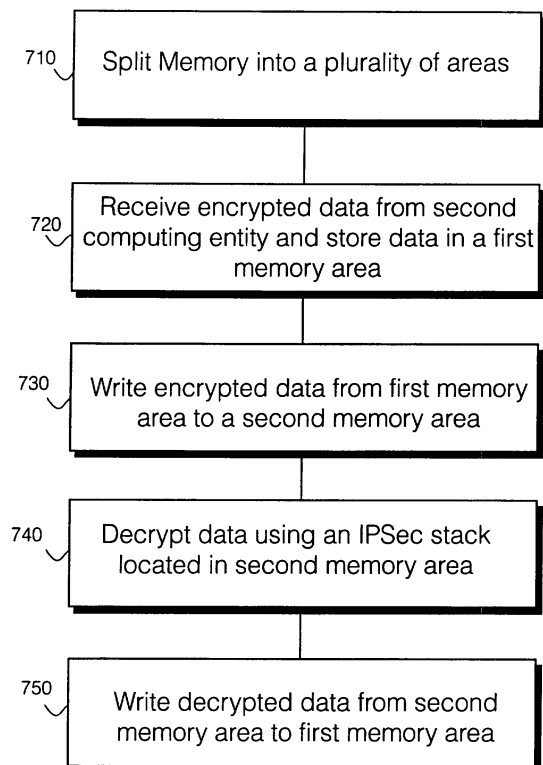 710
Split Memory into a plurality of areas
720
Receive encrypted data from second
computing entity and store data in a first
memory area
730
Write encrypted data from first memory
area to a second memory area
740
Decrypt data using an IPSec stack
located in second memory area
750
Write decrypted data from second
memory area to first memory area